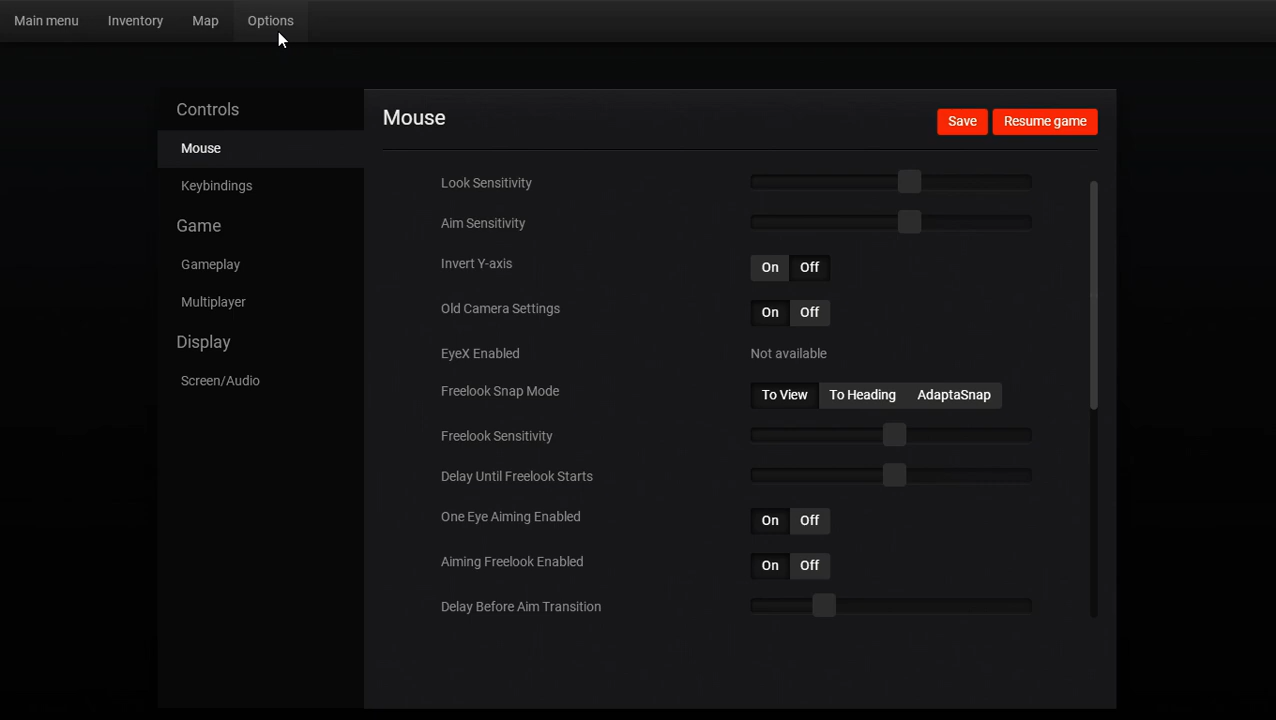 Main menu Inventory Map Options
Controls
Mouse
Keybindings
Game
Gameplay
Multiplayer
Display
Screen/Audio
Mouse Save Resume game
Look Sensitivity
Aim Sensitivity
Invert Y-axis On Off
Old Camera Settings On Off
EyeX Enabled Not available
Freelook Snap Mode To View To Heading AdaptaSnap
Freelook Sensitivity
Delay Until Freelook Starts
One Eye Aiming Enabled On Off
Aiming Freelook Enabled On Off
Delay Before Aim Transition